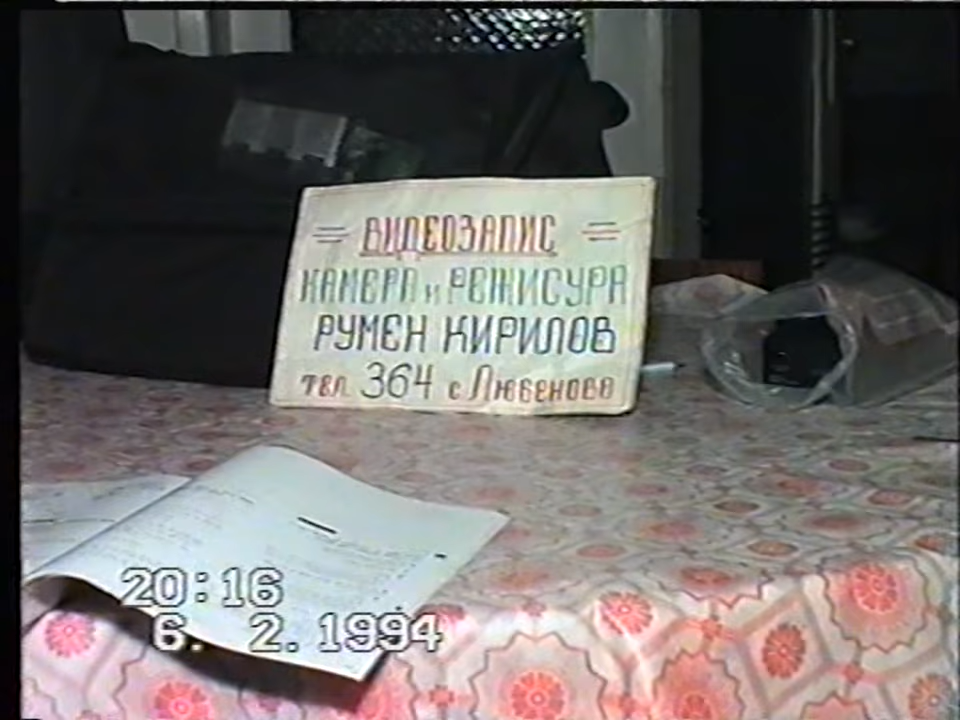 = ВИДЕОЗАПИС =
КАМЕРА и РЕЖИСУРА
РУМЕН КИРИЛОВ
тел 364 с Любеново
20:16
6. 2. 1994